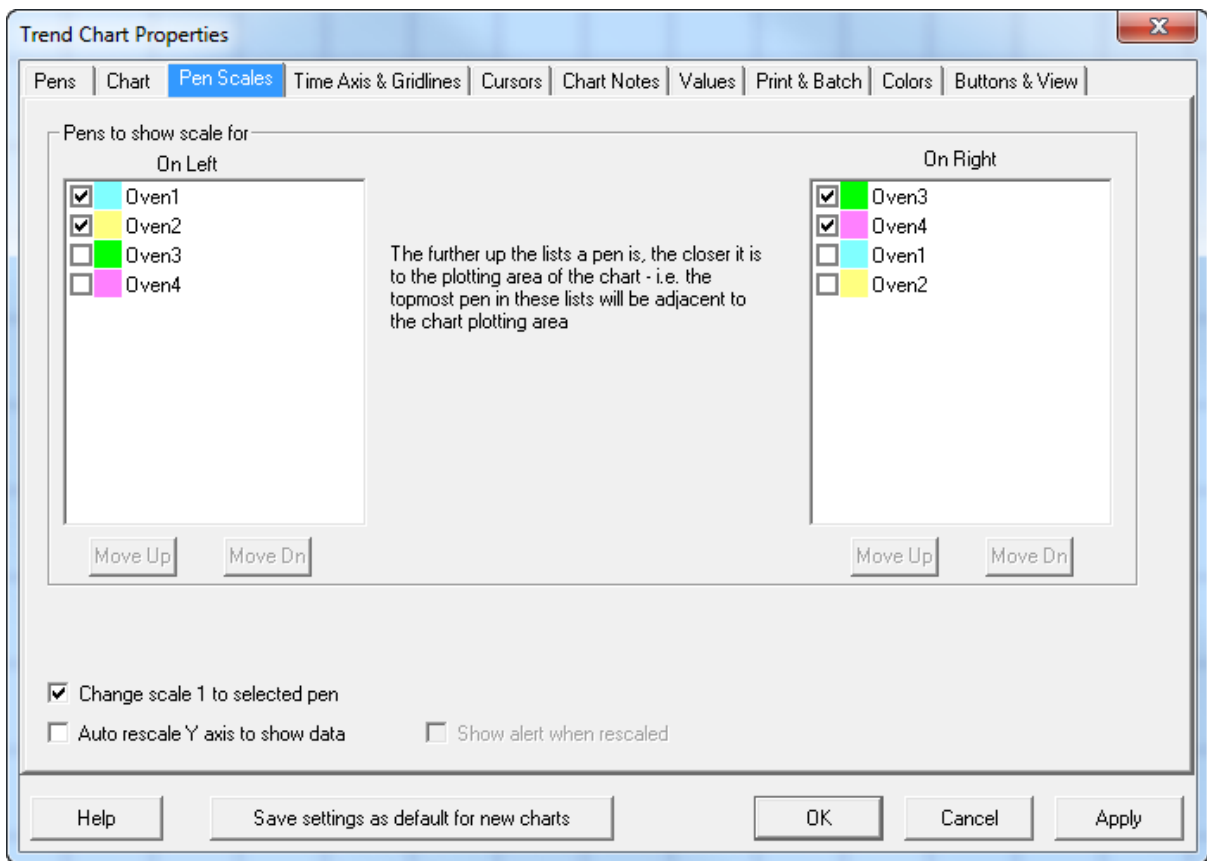 Trend Chart Properties
X
Pens Chart Pen Scales Time Axis & Gridlines Cursors Chart Notes Values Print & Batch Colors Buttons & View
Pens to show scale for
On Left
Oven1
Oven2
Oven3
Oven4
Move Up Move Dn
The further up the lists a pen is, the closer it is
to the plotting area of the chart - i.e. the
topmost pen in these lists will be adjacent to
the chart plotting area
On Right
Oven3
Oven4
Oven1
Oven2
Move Up Move Dn
Change scale 1 to selected pen
Auto rescale Y axis to show data Show alert when rescaled
Help Save settings as default for new charts OK Cancel Apply